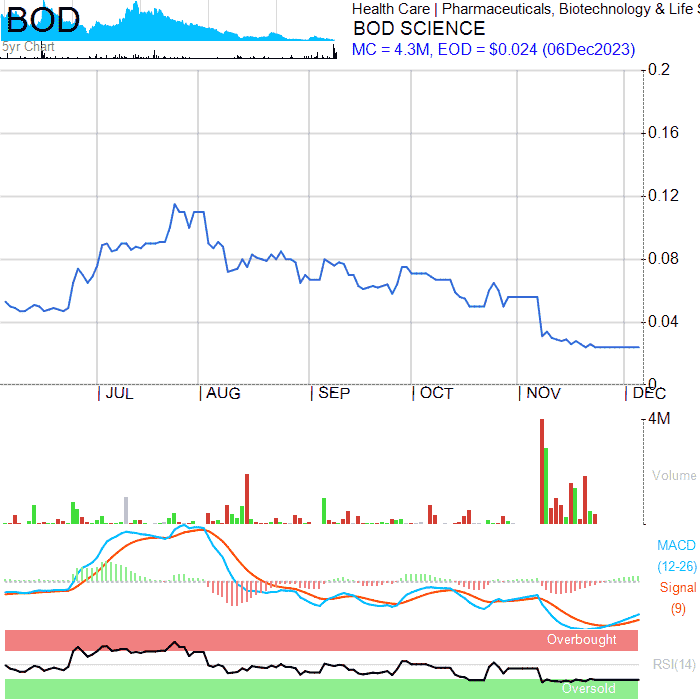 BOD
5yr Chart
Health Care | Pharmaceuticals, Biotechnology & Life S
BOD SCIENCE
MC = 4.3M, EOD = $0.024 (06Dec2023)
0.2
0.16
0.12
0.08
0.04
0
JUL AUG SEP OCT NOV DEC
4M
Volume
MACD
(12-26)
Signal
(9)
Overbought
RSI(14)
Oversold